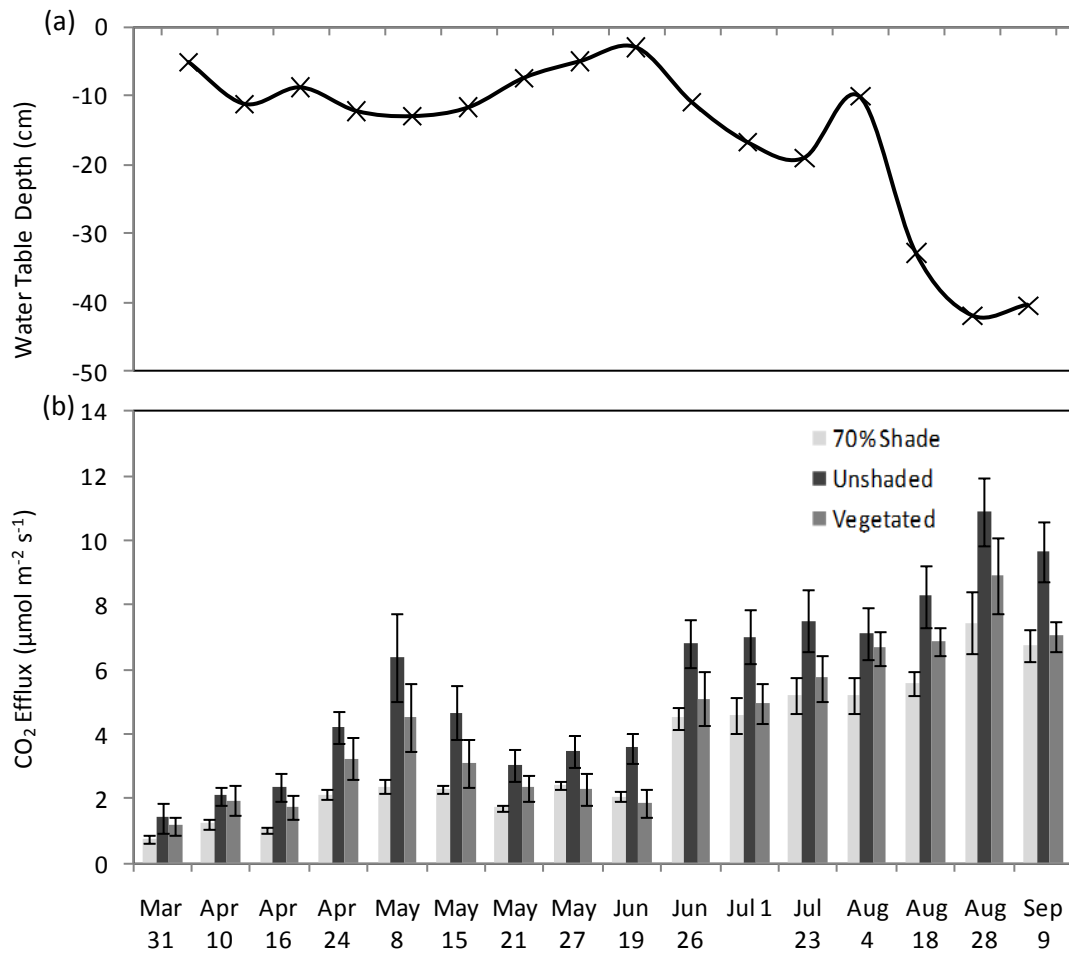 (a)
Water Table Depth (cm)
0
-10
-20
-30
-40
-50
(b)
CO₂ Efflux (μmol m⁻² s⁻¹)
14
12
10
8
6
4
2
0
70%Shade
Unshaded
Vegetated
Mar 31
Apr 10
Apr 16
Apr 24
May 8
May 15
May 21
May 27
Jun 19
Jun 26
Jul 1
Jul 23
Aug 4
Aug 18
Aug 28
Sep 9